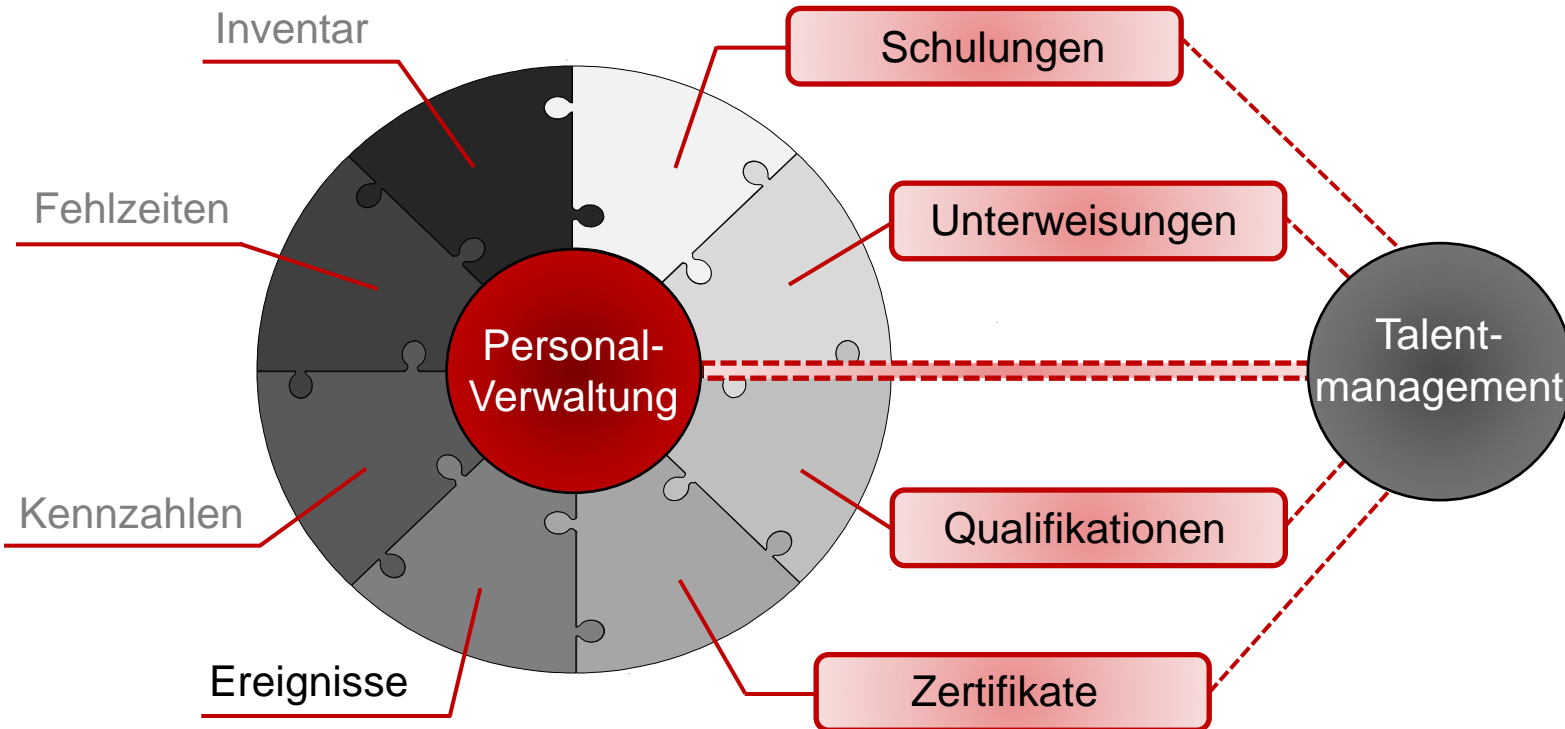 Inventar
Schulungen
Fehlzeiten
Unterweisungen
Personal-
Verwaltung
Talent-
management
Kennzahlen
Qualifikationen
Ereignisse
Zertifikate